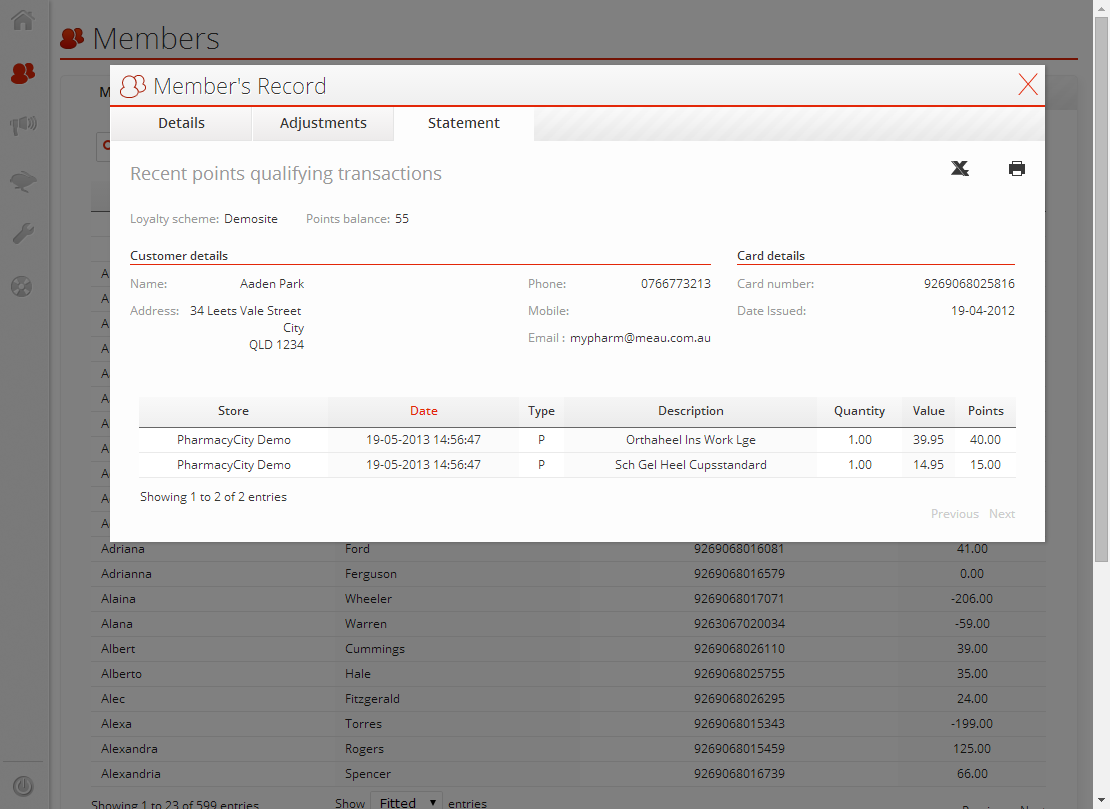 Members
M
Member's Record
Details Adjustments Statement
Recent points qualifying transactions
Loyalty scheme: Demosite Points balance: 55
Customer details Card details
Name: Aaden Park Phone: 0766773213 Card number: 9269068025816
Address: 34 Leets Vale Street Mobile: Date Issued: 19-04-2012
City
Email : mypharm@meau.com.au
QLD 1234
Store Date Type Description Quantity Value Points
PharmacyCity Demo 19-05-2013 14:56:47 P Orthaheel Ins Work Lge 1.00 39.95 40.00
PharmacyCity Demo 19-05-2013 14:56:47 P Sch Gel Heel Cupsstandard 1.00 14.95 15.00
Showing 1 to 2 of 2 entries
Previous Next
Adriana Ford 9269068016081 41.00
Adrianna Ferguson 9269068016579 0.00
Alaina Wheeler 9269068017071 -206.00
Alana Warren 9263067020034 -59.00
Albert Cummings 9269068026110 39.00
Alberto Hale 9269068025755 35.00
Alec Fitzgerald 9269068026295 24.00
Alexa Torres 9269068015343 -199.00
Alexandra Rogers 9269068015459 125.00
Alexandria Spencer 9269068016739 66.00
Showing 1 to 23 of 599 entries Show Fitted entries